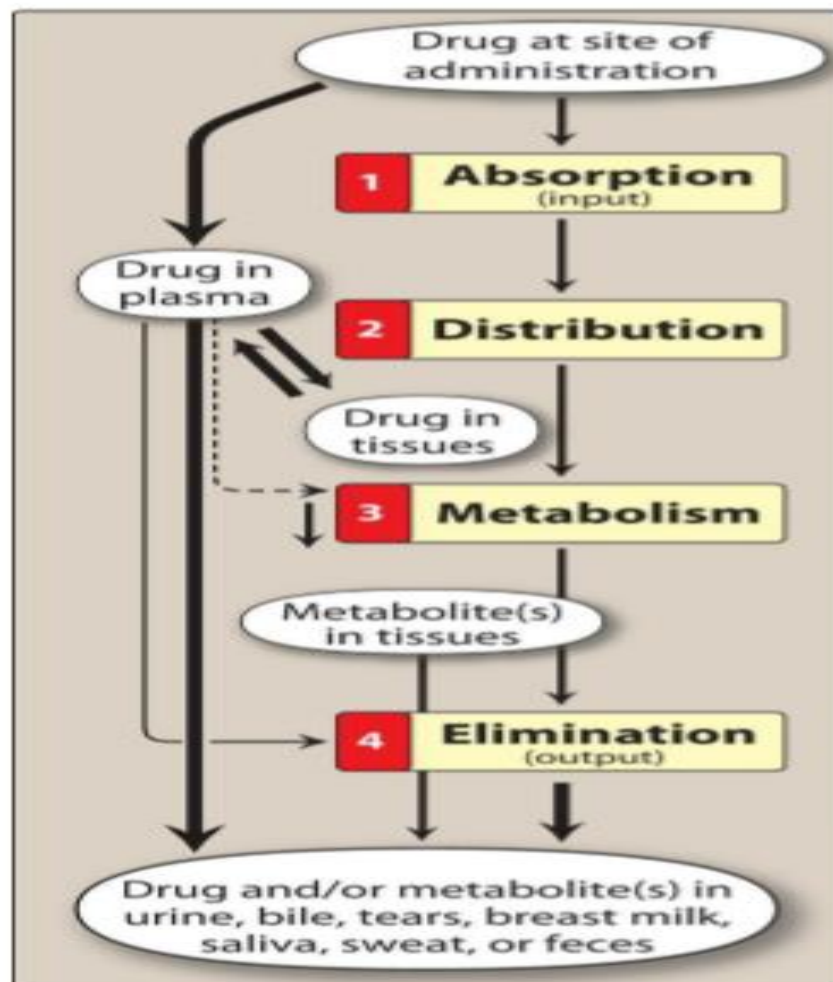 Drug at site of
administration
1 Absorption
(input)
Drug in
plasma
2 Distribution
Drug in
tissues
3 Metabolism
Metabolite(s)
in tissues
4 Elimination
(output)
Drug and/or metabolite(s) in
urine, bile, tears, breast milk,
saliva, sweat, or feces